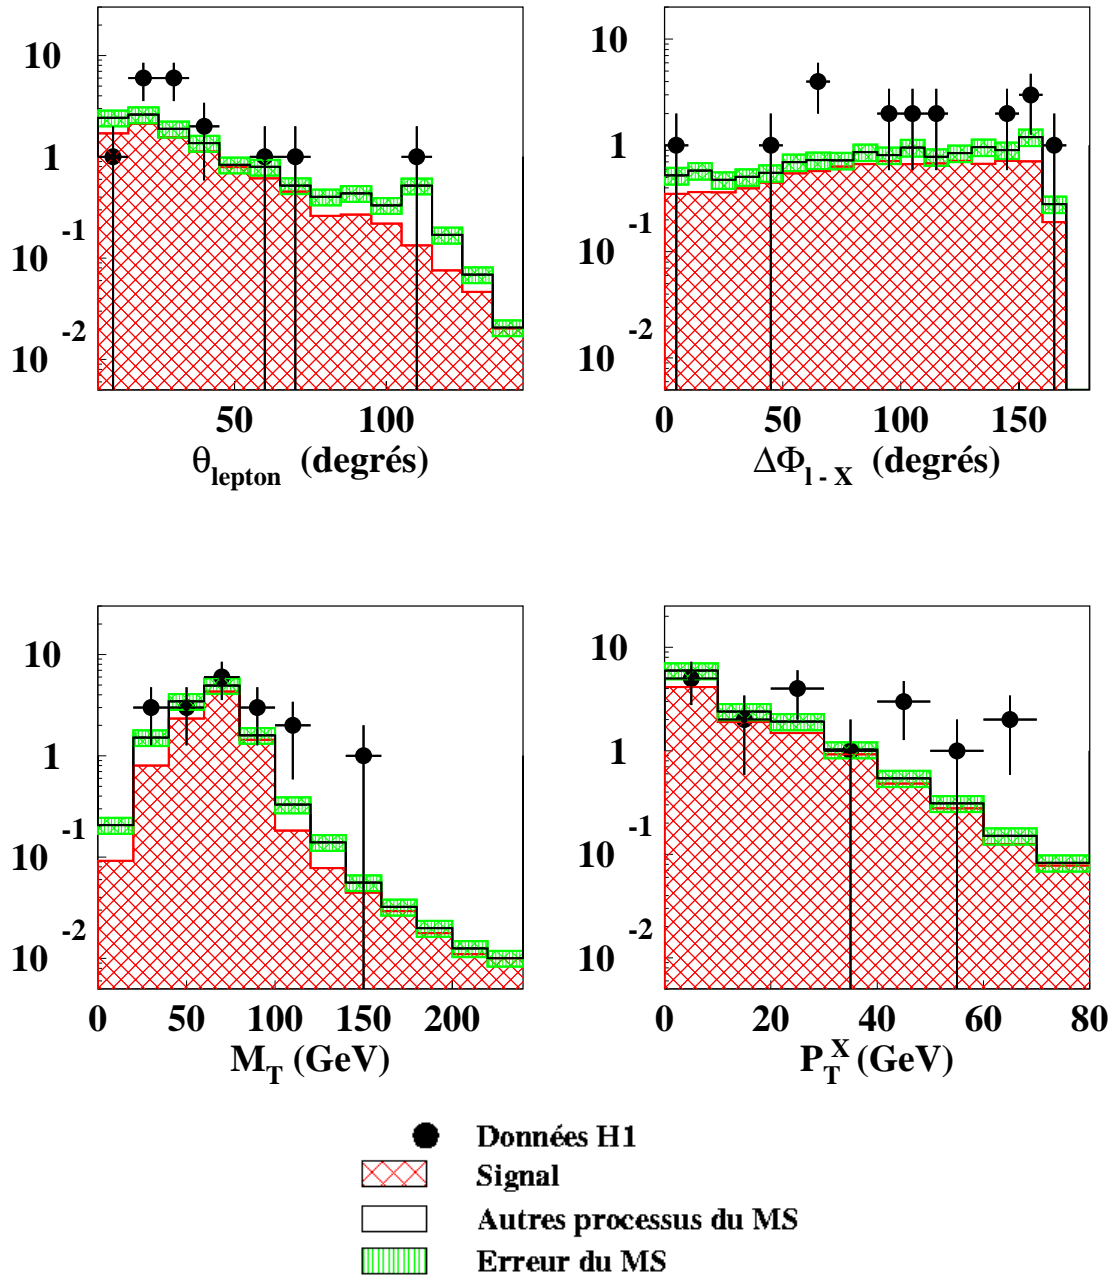 10
1
-1
10
-2
10
50 100
θlepton (degrés)
10
1
-1
10
-2
10
0 50 100 150
ΔΦl - X (degrés)
10
1
-1
10
-2
10
0 50 100 150 200
MT (GeV)
10
1
-1
10
-2
10
0 20 40 60 80
PTX (GeV)
Données H1
Signal
Autres processus du MS
Erreur du MS